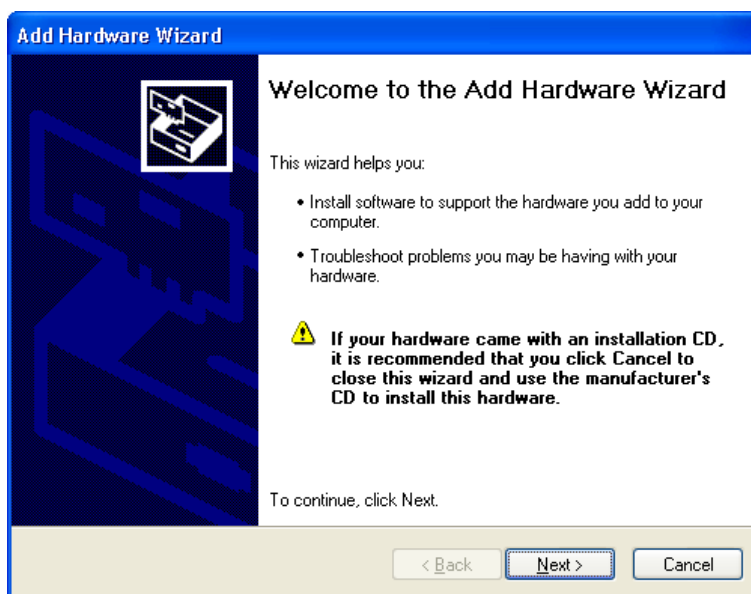 Add Hardware Wizard
Welcome to the Add Hardware Wizard
This wizard helps you:
• Install software to support the hardware you add to your
computer.
• Troubleshoot problems you may be having with your
hardware.
If your hardware came with an installation CD,
it is recommended that you click Cancel to
close this wizard and use the manufacturer's
CD to install this hardware.
To continue, click Next.
< Back Next > Cancel